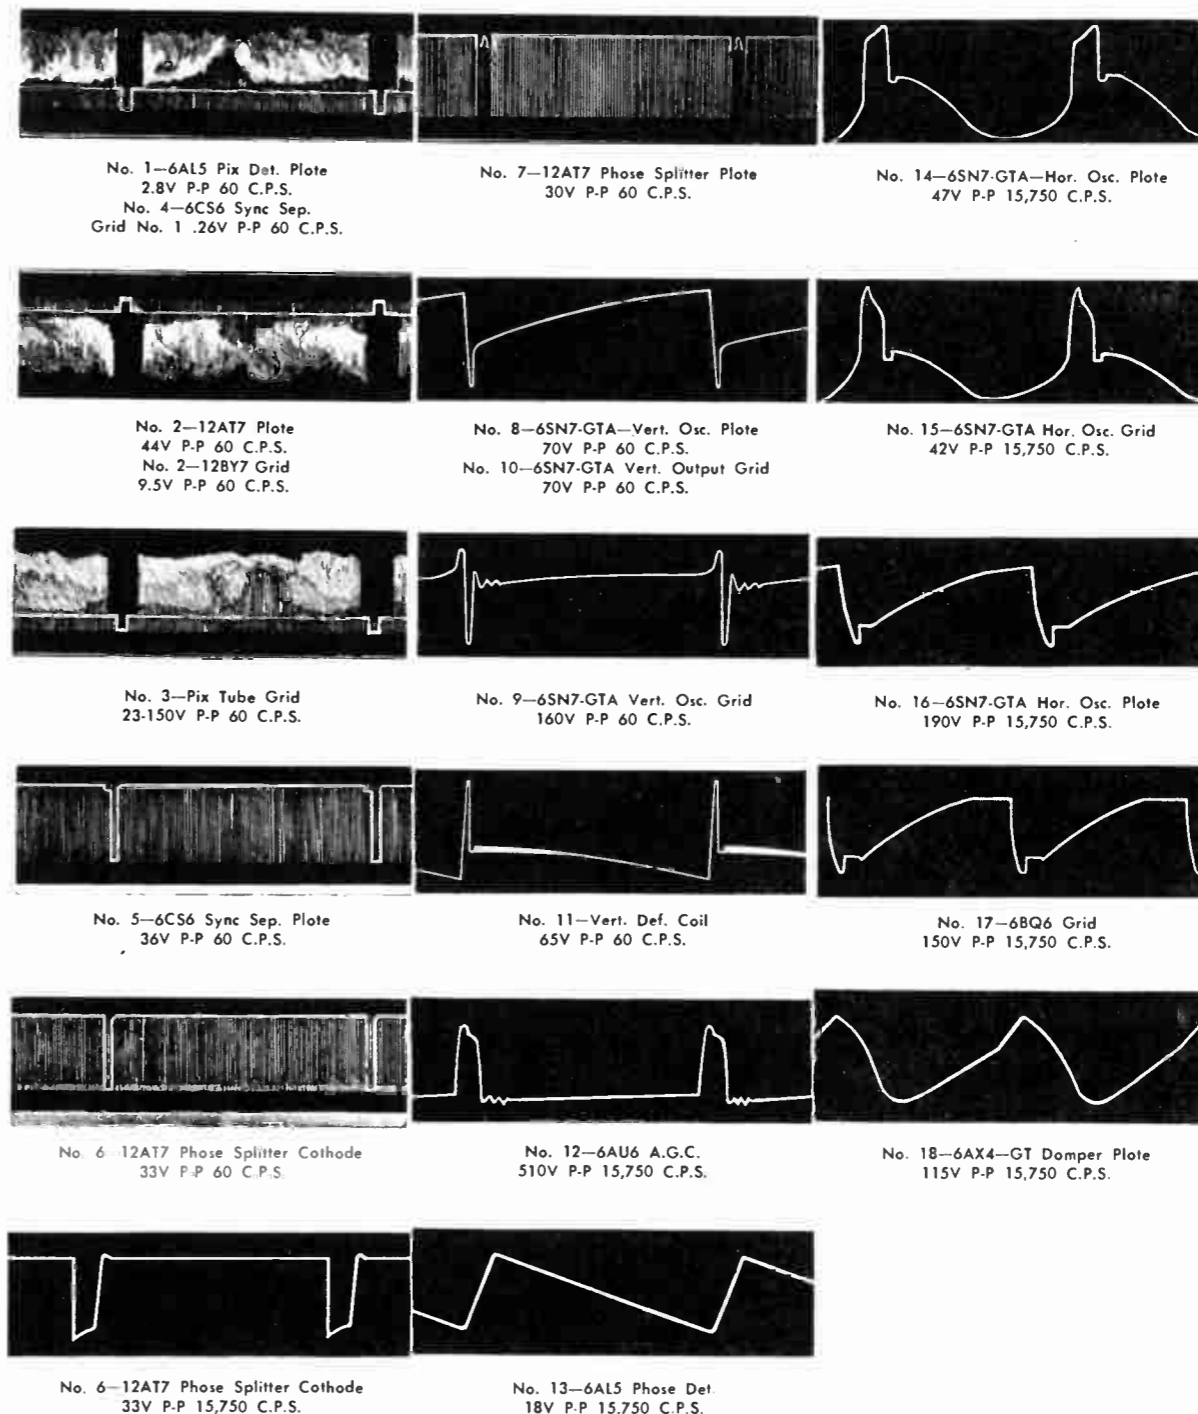 No. 1—6AL5 Pix Det. Plote
2.8V P-P 60 C.P.S.
No. 4—6CS6 Sync Sep.
Grid No. 1 .26V P-P 60 C.P.S.
No. 2—12AT7 Plote
44V P-P 60 C.P.S.
No. 2—12BY7 Grid
9.5V P-P 60 C.P.S.
No. 3—Pix Tube Grid
23-150V P-P 60 C.P.S.
No. 5—6CS6 Sync Sep. Plote
36V P-P 60 C.P.S.
No. 6—12AT7 Phose Splitter Cothode
33V P-P 60 C.P.S.
No. 6—12AT7 Phose Splitter Cothode
33V P-P 15,750 C.P.S.
No. 7—12AT7 Phose Splitter Plote
30V P-P 60 C.P.S.
No. 8—6SN7-GTA—Vert. Osc. Plote
70V P-P 60 C.P.S.
No. 10—6SN7-GTA Vert. Output Grid
70V P-P 60 C.P.S.
No. 9—6SN7-GTA Vert. Osc. Grid
160V P-P 60 C.P.S.
No. 11—Vert. Def. Coil
65V P-P 60 C.P.S.
No. 12—6AU6 A.G.C.
510V P-P 15,750 C.P.S.
No. 13—6AL5 Phose Det.
18V P-P 15,750 C.P.S.
No. 14—6SN7-GTA—Hor. Osc. Plote
47V P-P 15,750 C.P.S.
No. 15—6SN7-GTA Hor. Osc. Grid
42V P-P 15,750 C.P.S.
No. 16—6SN7-GTA Hor. Osc. Plote
190V P-P 15,750 C.P.S.
No. 17—6BQ6 Grid
150V P-P 15,750 C.P.S.
No. 18—6AX4—GT Domper Plote
115V P-P 15,750 C.P.S.